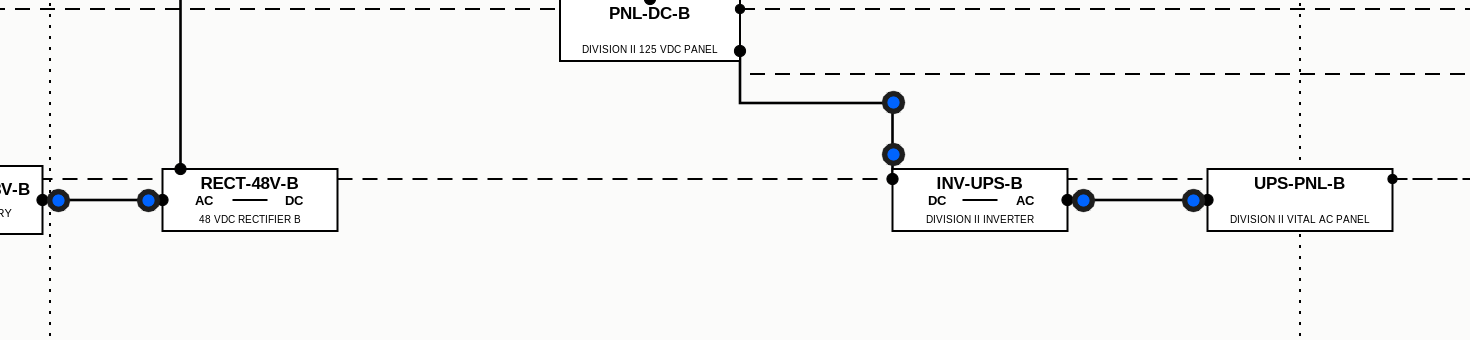 PNL-DC-B
DIVISION II 125 VDC PANEL
V-B
RY
RECT-48V-B
AC DC
48 VDC RECTIFIER B
INV-UPS-B
DC AC
DIVISION II INVERTER
UPS-PNL-B
DIVISION II VITAL AC PANEL